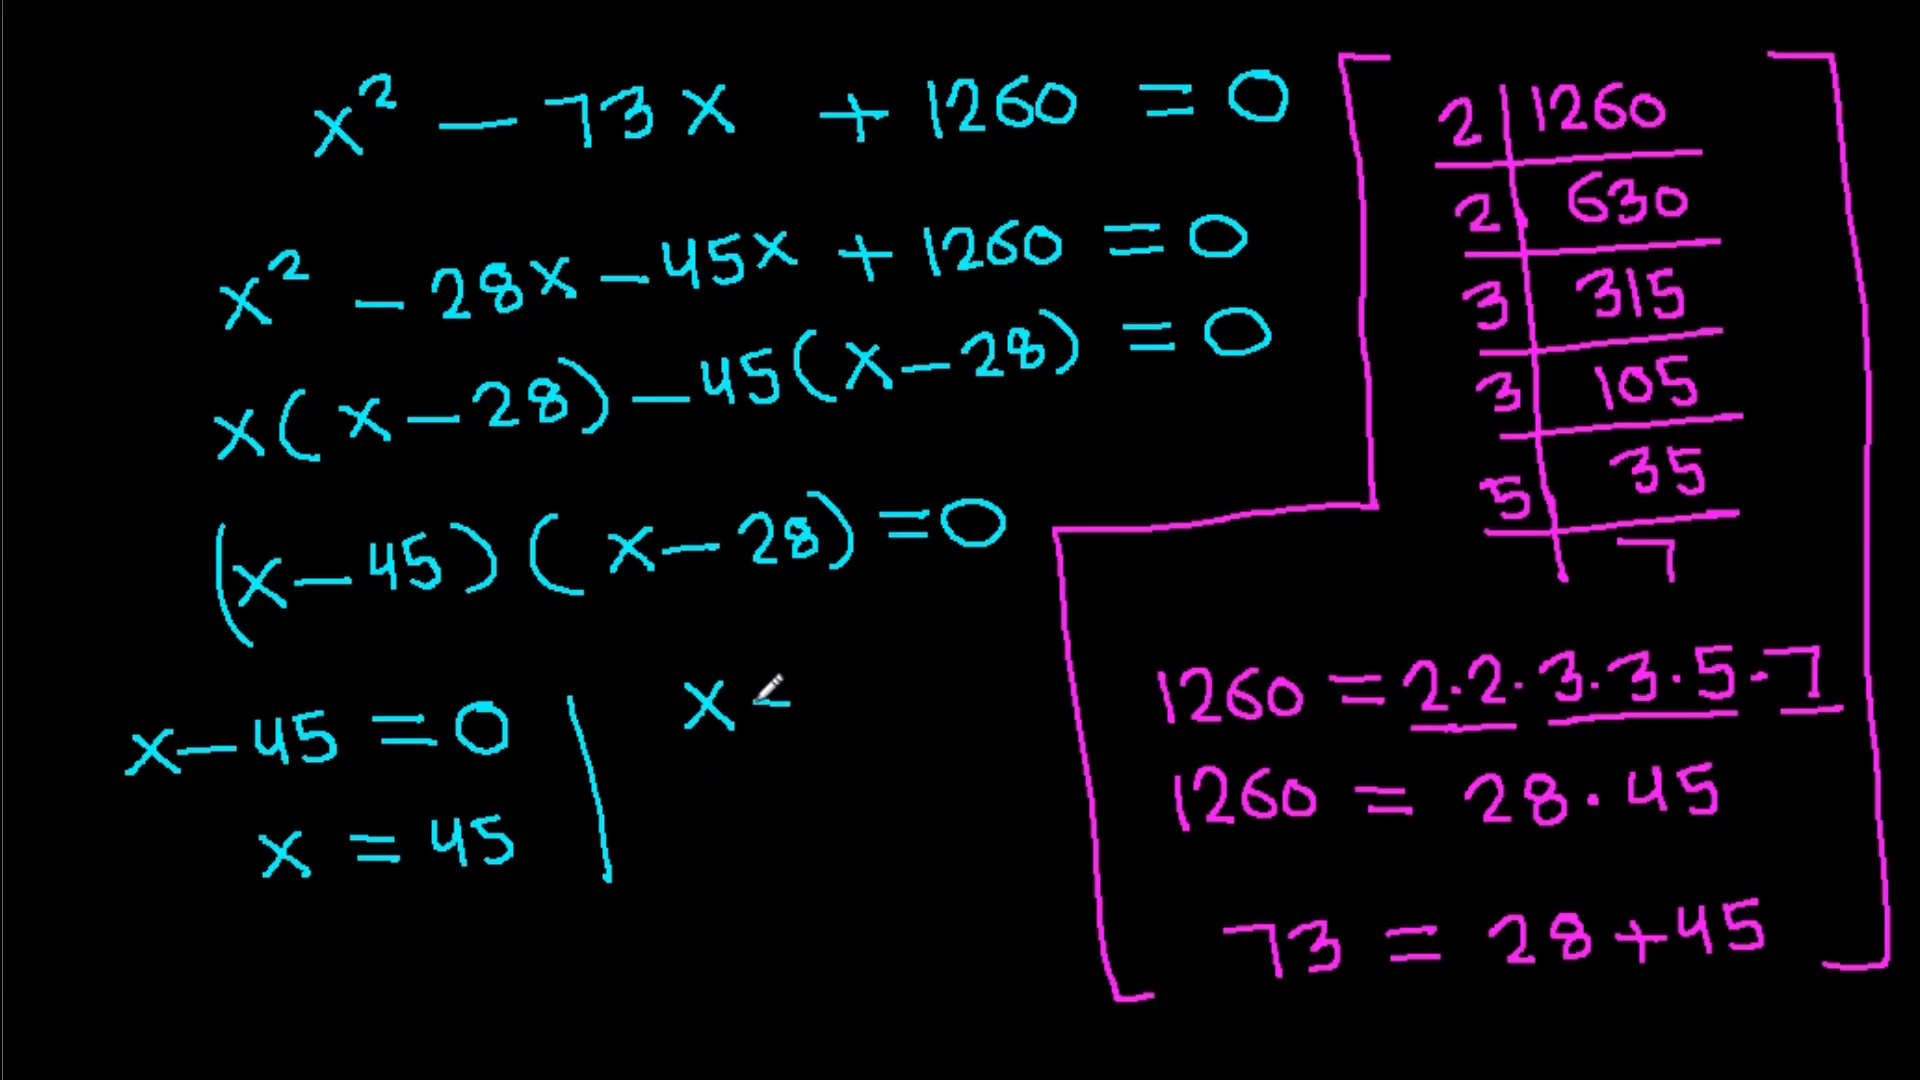 x² - 73x + 1260 = 0
x² - 28x - 45x + 1260 = 0
x(x - 28) - 45(x - 28) = 0
(x - 45)(x - 28) = 0
x - 45 = 0
x = 45
x -
2 | 1260
2 | 630
3 | 315
3 | 105
5 | 35
7
1260 = 2·2·3·3·5·7
1260 = 28·45
73 = 28 + 45